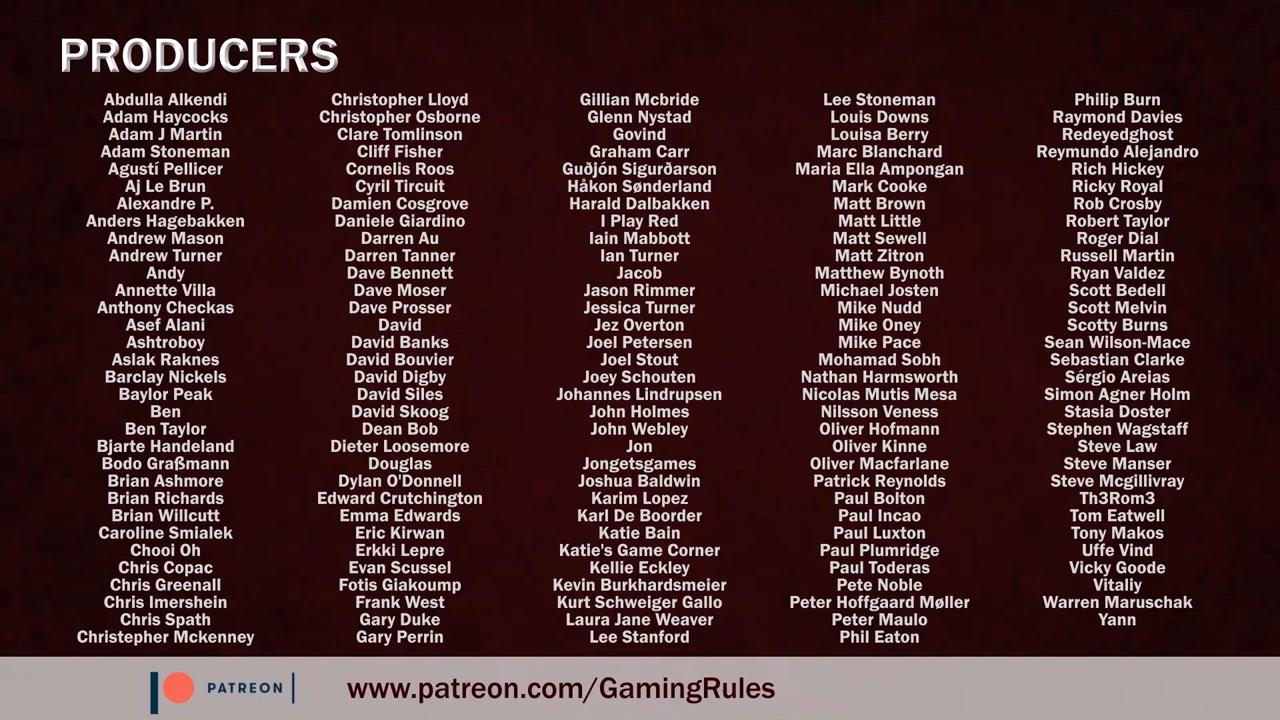 PRODUCERS
Abdulla Alkendi
Adam Haycocks
Adam J Martin
Adam Stoneman
Agustí Pellicer
Aj Le Brun
Alexandre P.
Anders Hagebakken
Andrew Mason
Andrew Turner
Andy
Annette Villa
Anthony Checkas
Asef Alani
Ashtroboy
Aslak Raknes
Barclay Nickels
Baylor Peak
Ben
Ben Taylor
Bjarte Handeland
Bodo Graßmann
Brian Ashmore
Brian Richards
Brian Willcutt
Caroline Smialek
Chooi Oh
Chris Copac
Chris Greenall
Chris Imershein
Chris Spath
Christepher Mckenney
Christopher Lloyd
Christopher Osborne
Clare Tomlinson
Cliff Fisher
Cornelis Roos
Cyril Tircuit
Damien Cosgrove
Daniele Giardino
Darren Au
Darren Tanner
Dave Bennett
Dave Moser
Dave Prosser
David
David Banks
David Bouvier
David Digby
David Siles
David Skoog
Dean Bob
Dieter Loosemore
Douglas
Dylan O'Donnell
Edward Crutchington
Emma Edwards
Eric Kirwan
Erkki Lepre
Evan Scussel
Fotis Giakoump
Frank West
Gary Duke
Gary Perrin
Gillian Mcbride
Glenn Nystad
Govind
Graham Carr
Guðjón Sigurðarson
Håkon Sønderland
Harald Dalbakken
I Play Red
Iain Mabbott
Ian Turner
Jacob
Jason Rimmer
Jessica Turner
Jez Overton
Joel Petersen
Joel Stout
Joey Schouten
Johannes Lindrupsen
John Holmes
John Webley
Jon
Jongetsgames
Joshua Baldwin
Karim Lopez
Karl De Boorder
Katie Bain
Katie's Game Corner
Kellie Eckley
Kevin Burkhardsmeier
Kurt Schweiger Gallo
Laura Jane Weaver
Lee Stanford
Lee Stoneman
Louis Downs
Louisa Berry
Marc Blanchard
Maria Ella Ampongan
Mark Cooke
Matt Brown
Matt Little
Matt Sewell
Matt Zitron
Matthew Bynoth
Michael Josten
Mike Nudd
Mike Oney
Mike Pace
Mohamad Sobh
Nathan Harmsworth
Nicolas Mutis Mesa
Nilsson Veness
Oliver Hofmann
Oliver Kinne
Oliver Macfarlane
Patrick Reynolds
Paul Bolton
Paul Incao
Paul Luxton
Paul Plumridge
Paul Toderas
Pete Noble
Peter Hoffgaard Møller
Peter Maulo
Phil Eaton
Philip Burn
Raymond Davies
Redeyedghost
Reymundo Alejandro
Rich Hickey
Ricky Royal
Rob Crosby
Robert Taylor
Roger Dial
Russell Martin
Ryan Valdez
Scott Bedell
Scott Melvin
Scotty Burns
Sean Wilson-Mace
Sebastian Clarke
Sérgio Areias
Simon Agner Holm
Stasia Doster
Stephen Wagstaff
Steve Law
Steve Manser
Steve Mcgillivray
Th3Rom3
Tom Eatwell
Tony Makos
Uffe Vind
Vicky Goode
Vitaliy
Warren Maruschak
Yann
PATREON
www.patreon.com/GamingRules